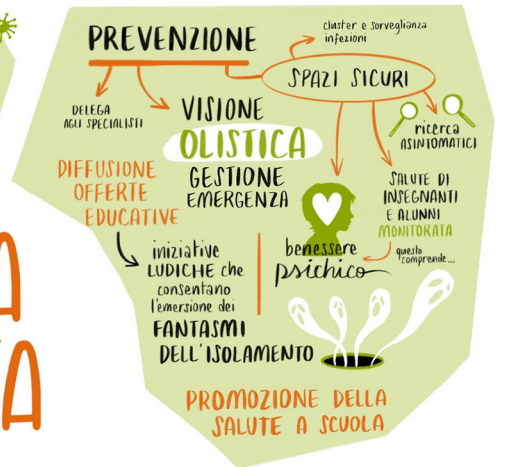 PREVENZIONE
cluster e sorveglianza
infezioni
SPAZI SICURI
DELEGA
AGLI SPECIALISTI
VISIONE
OLISTICA
GESTIONE
EMERGENZA
ricerca
ASINTOMATICI
DIFFUSIONE
OFFERTE
EDUCATIVE
SALUTE DI
INSEGNANTI
E ALUNNI
MONITORATA
questo
comprende...
benessere
psichico
iniziative
LUDICHE che
consentano
l'emersione dei
FANTASMI
DELL'ISOLAMENTO
PROMOZIONE DELLA
SALUTE A SCUOLA